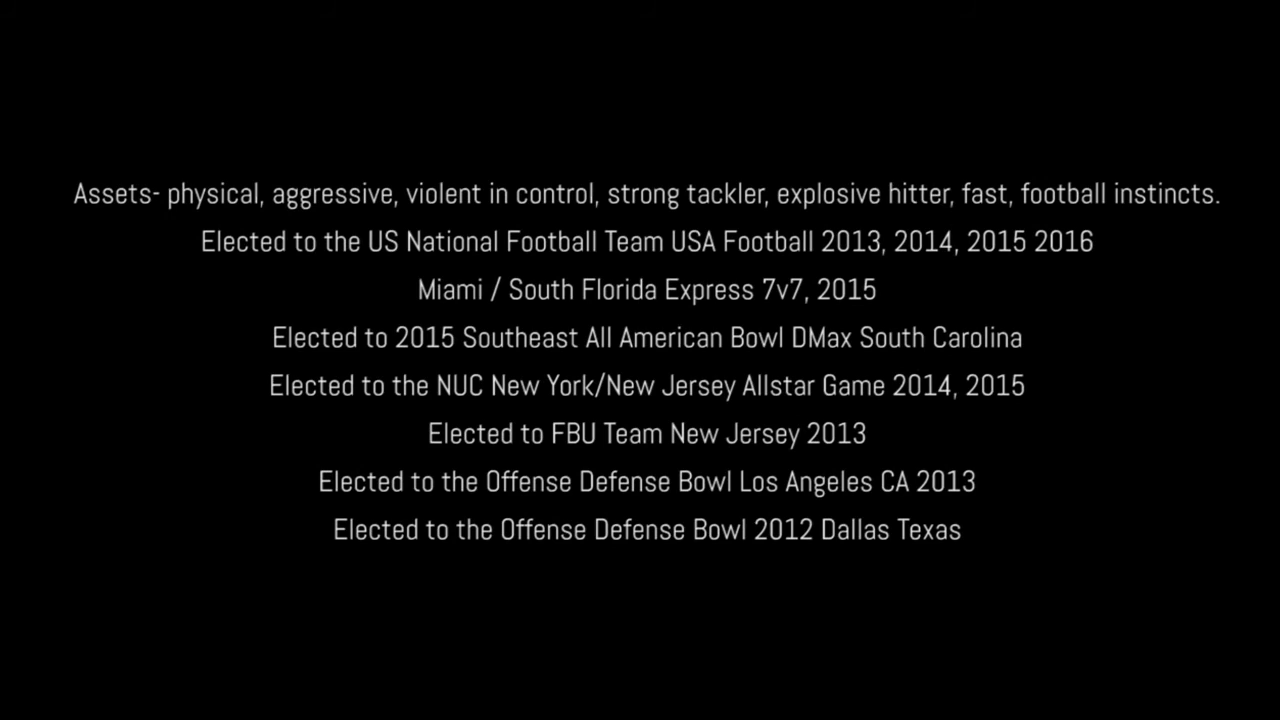 Assets- physical, aggressive, violent in control, strong tackler, explosive hitter, fast, football instincts.
Elected to the US National Football Team USA Football 2013, 2014, 2015 2016
Miami / South Florida Express 7v7, 2015
Elected to 2015 Southeast All American Bowl DMax South Carolina
Elected to the NUC New York/New Jersey Allstar Game 2014, 2015
Elected to FBU Team New Jersey 2013
Elected to the Offense Defense Bowl Los Angeles CA 2013
Elected to the Offense Defense Bowl 2012 Dallas Texas